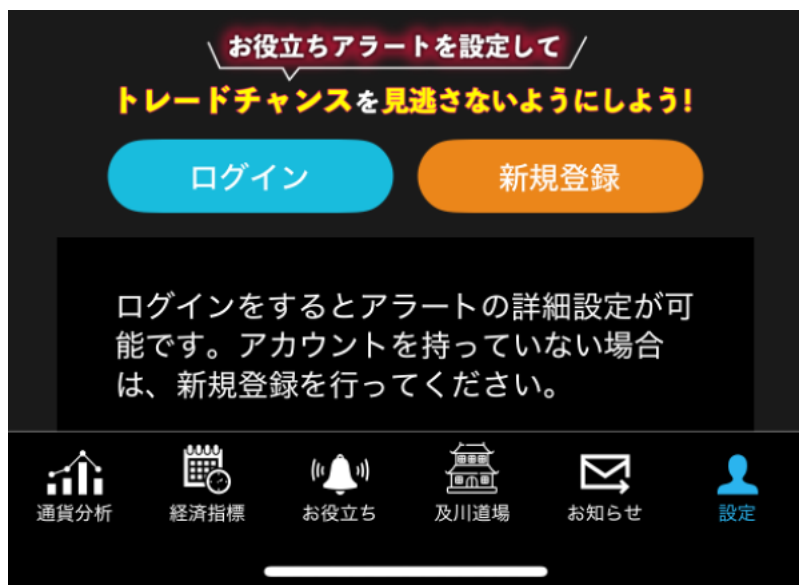 お役立ちアラートを設定して
トレードチャンスを見逃さないようにしよう!
ログイン 新規登録
ログインをするとアラートの詳細設定が可
能です。アカウントを持っていない場合
は、新規登録を行ってください。
通貨分析 経済指標 お役立ち 及川道場 お知らせ 設定